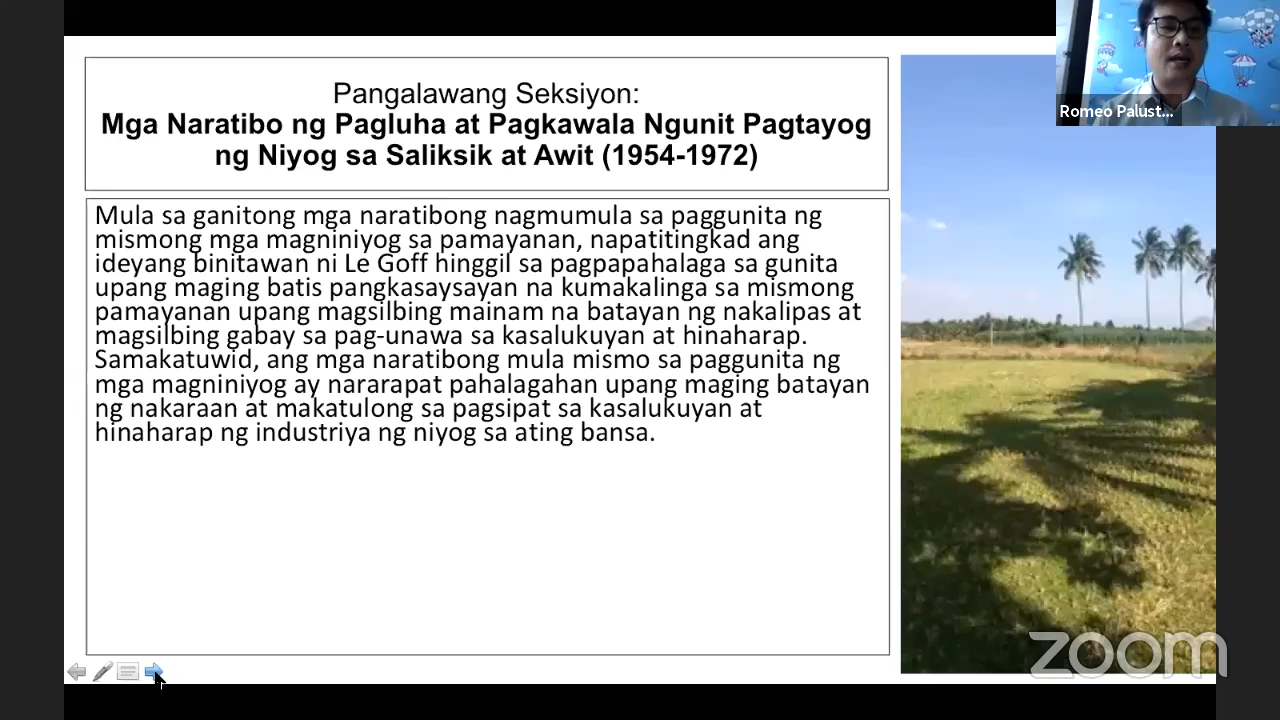 Pangalawang Seksiyon:
Mga Naratibo ng Pagluha at Pagkawala Ngunit Pagtayog
ng Niyog sa Saliksik at Awit (1954-1972)
Mula sa ganitong mga naratibong nagmumula sa paggunita ng
mismong mga magniniyog sa pamayanan, napatitingkad ang
ideyang binitawan ni Le Goff hinggil sa pagpapahalaga sa gunita
upang maging batis pangkasaysayan na kumakalinga sa mismong
pamayanan upang magsilbing mainam na batayan ng nakalipas at
magsilbing gabay sa pag-unawa sa kasalukuyan at hinaharap.
Samakatuwid, ang mga naratibong mula mismo sa paggunita ng
mga magniniyog ay nararapat pahalagahan upang maging batayan
ng nakaraan at makatulong sa pagsipat sa kasalukuyan at
hinaharap ng industriya ng niyog sa ating bansa.
Romeo Palust...
zoom